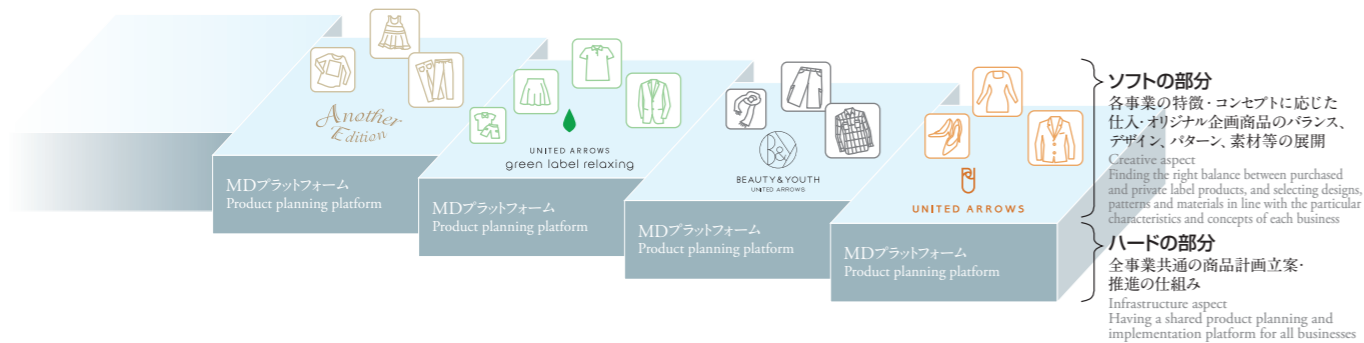 Another
Edition
MDプラットフォーム
Product planning platform
UNITED ARROWS
green label relaxing
MDプラットフォーム
Product planning platform
B&Y
BEAUTY&YOUTH
UNITED ARROWS
MDプラットフォーム
Product planning platform
UNITED ARROWS
MDプラットフォーム
Product planning platform
ソフトの部分
各事業の特徴・コンセプトに応じた
仕入・オリジナル企画商品のバランス、
デザイン、パターン、素材等の展開
Creative aspect
Finding the right balance between purchased
and private label products, and selecting designs,
patterns and materials in line with the particular
characteristics and concepts of each business
ハードの部分
全事業共通の商品計画立案・
推進の仕組み
Infrastructure aspect
Having a shared product planning and
implementation platform for all businesses